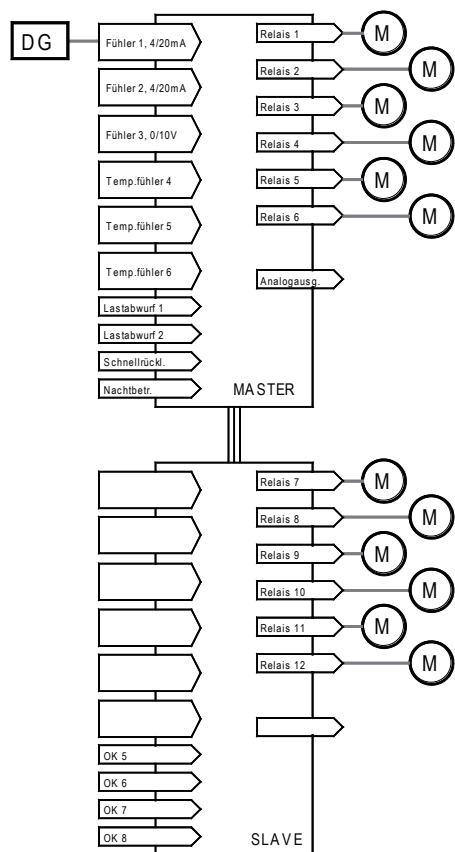 DG
Fühler 1, 4/20mA
Fühler 2, 4/20mA
Fühler 3, 0/10V
Temp.fühler 4
Temp.fühler 5
Temp.fühler 6
Lastabwurf 1
Lastabwurf 2
Schnellrückl.
Nachtbetr.
Relais 1
M
Relais 2
M
Relais 3
M
Relais 4
M
Relais 5
M
Relais 6
M
Analogausg.
MASTER
OK 5
OK 6
OK 7
OK 8
Relais 7
M
Relais 8
M
Relais 9
M
Relais 10
M
Relais 11
M
Relais 12
M
SLAVE